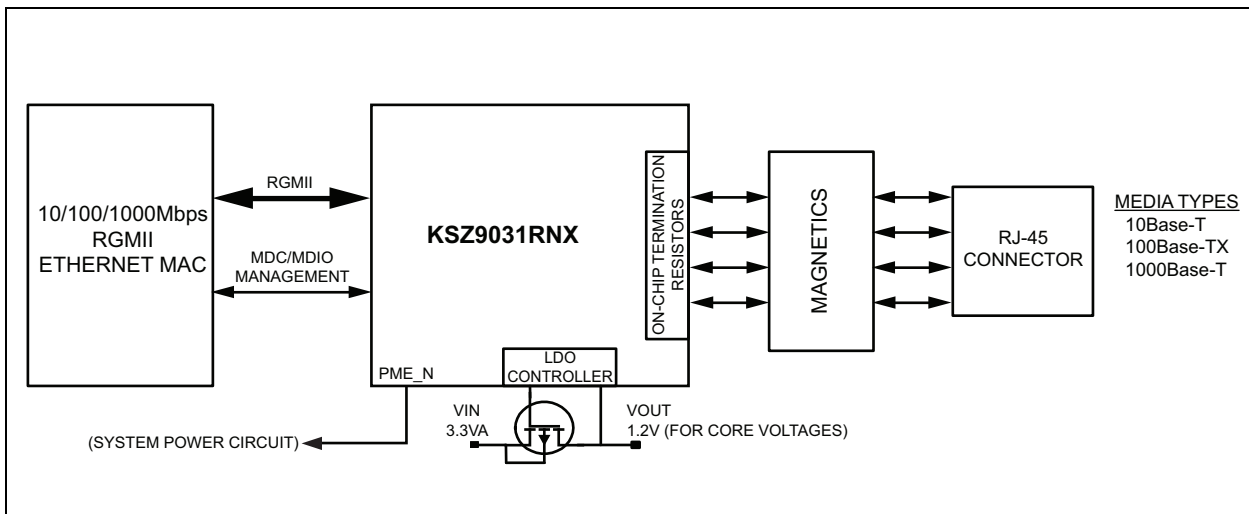 10/100/1000Mbps
RGMII
ETHERNET MAC
RGMII
MDC/MDIO
MANAGEMENT
KSZ9031RNX
ON-CHIP TERMINATION
RESISTORS
PME_N
LDO
CONTROLLER
MAGNETICS
RJ-45
CONNECTOR
MEDIA TYPES
10Base-T
100Base-TX
1000Base-T
(SYSTEM POWER CIRCUIT)
VIN
3.3VA
VOUT
1.2V (FOR CORE VOLTAGES)